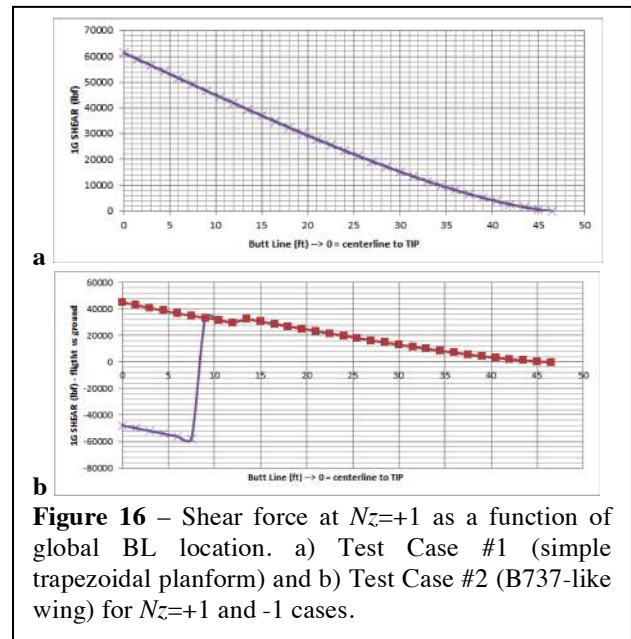 70000
60000
50000
40000
30000
20000
10000
0
1G SHEAR (lbf)
0 5 10 15 20 25 30 35 40 45 50
Butt Line (ft) --> 0 = centerline to TIP
a
60000
40000
20000
0
-20000
-40000
-60000
-80000
1G SHEAR (lbf) - flight vs ground
0 5 10 15 20 25 30 35 40 45 50
Butt Line (ft) --> 0 = centerline to TIP
b
Figure 16 – Shear force at Nz=+1 as a function of
global BL location. a) Test Case #1 (simple
trapezoidal planform) and b) Test Case #2 (B737-like
wing) for Nz=+1 and -1 cases.